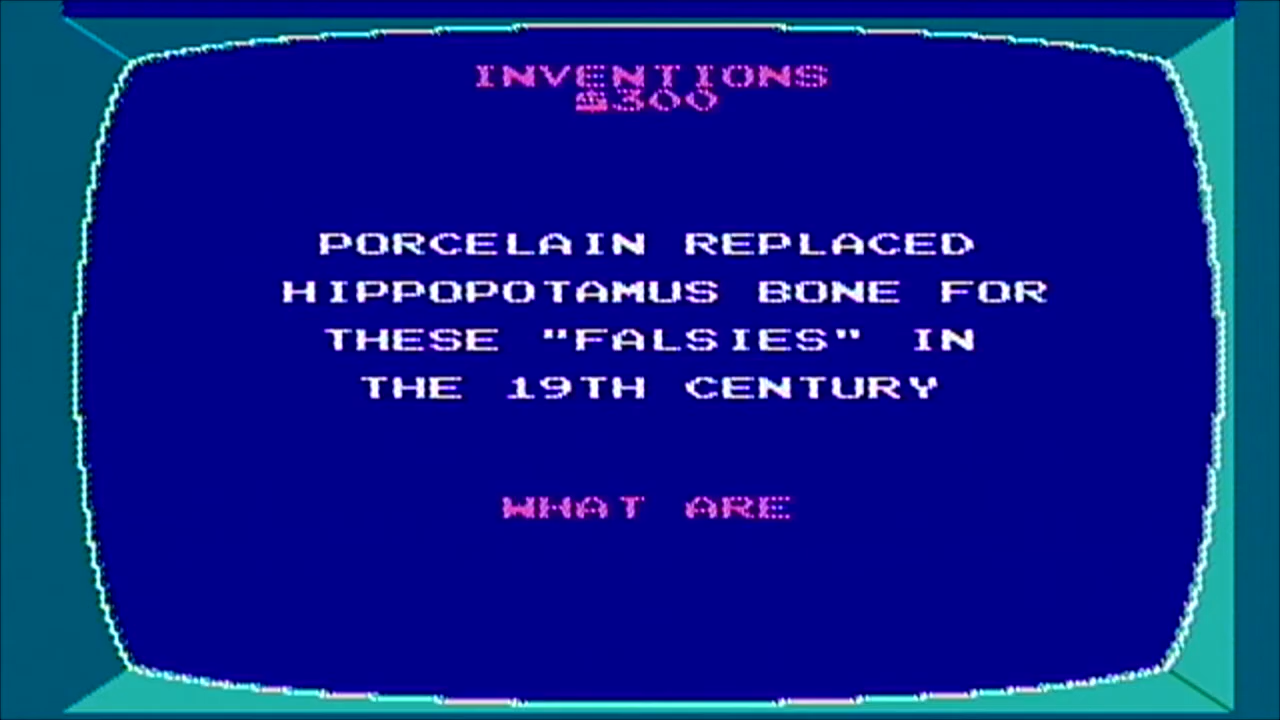 INVENTIONS
$300
PORCELAIN REPLACED
HIPPOPOTAMUS BONE FOR
THESE "FALSIES" IN
THE 19TH CENTURY
WHAT ARE